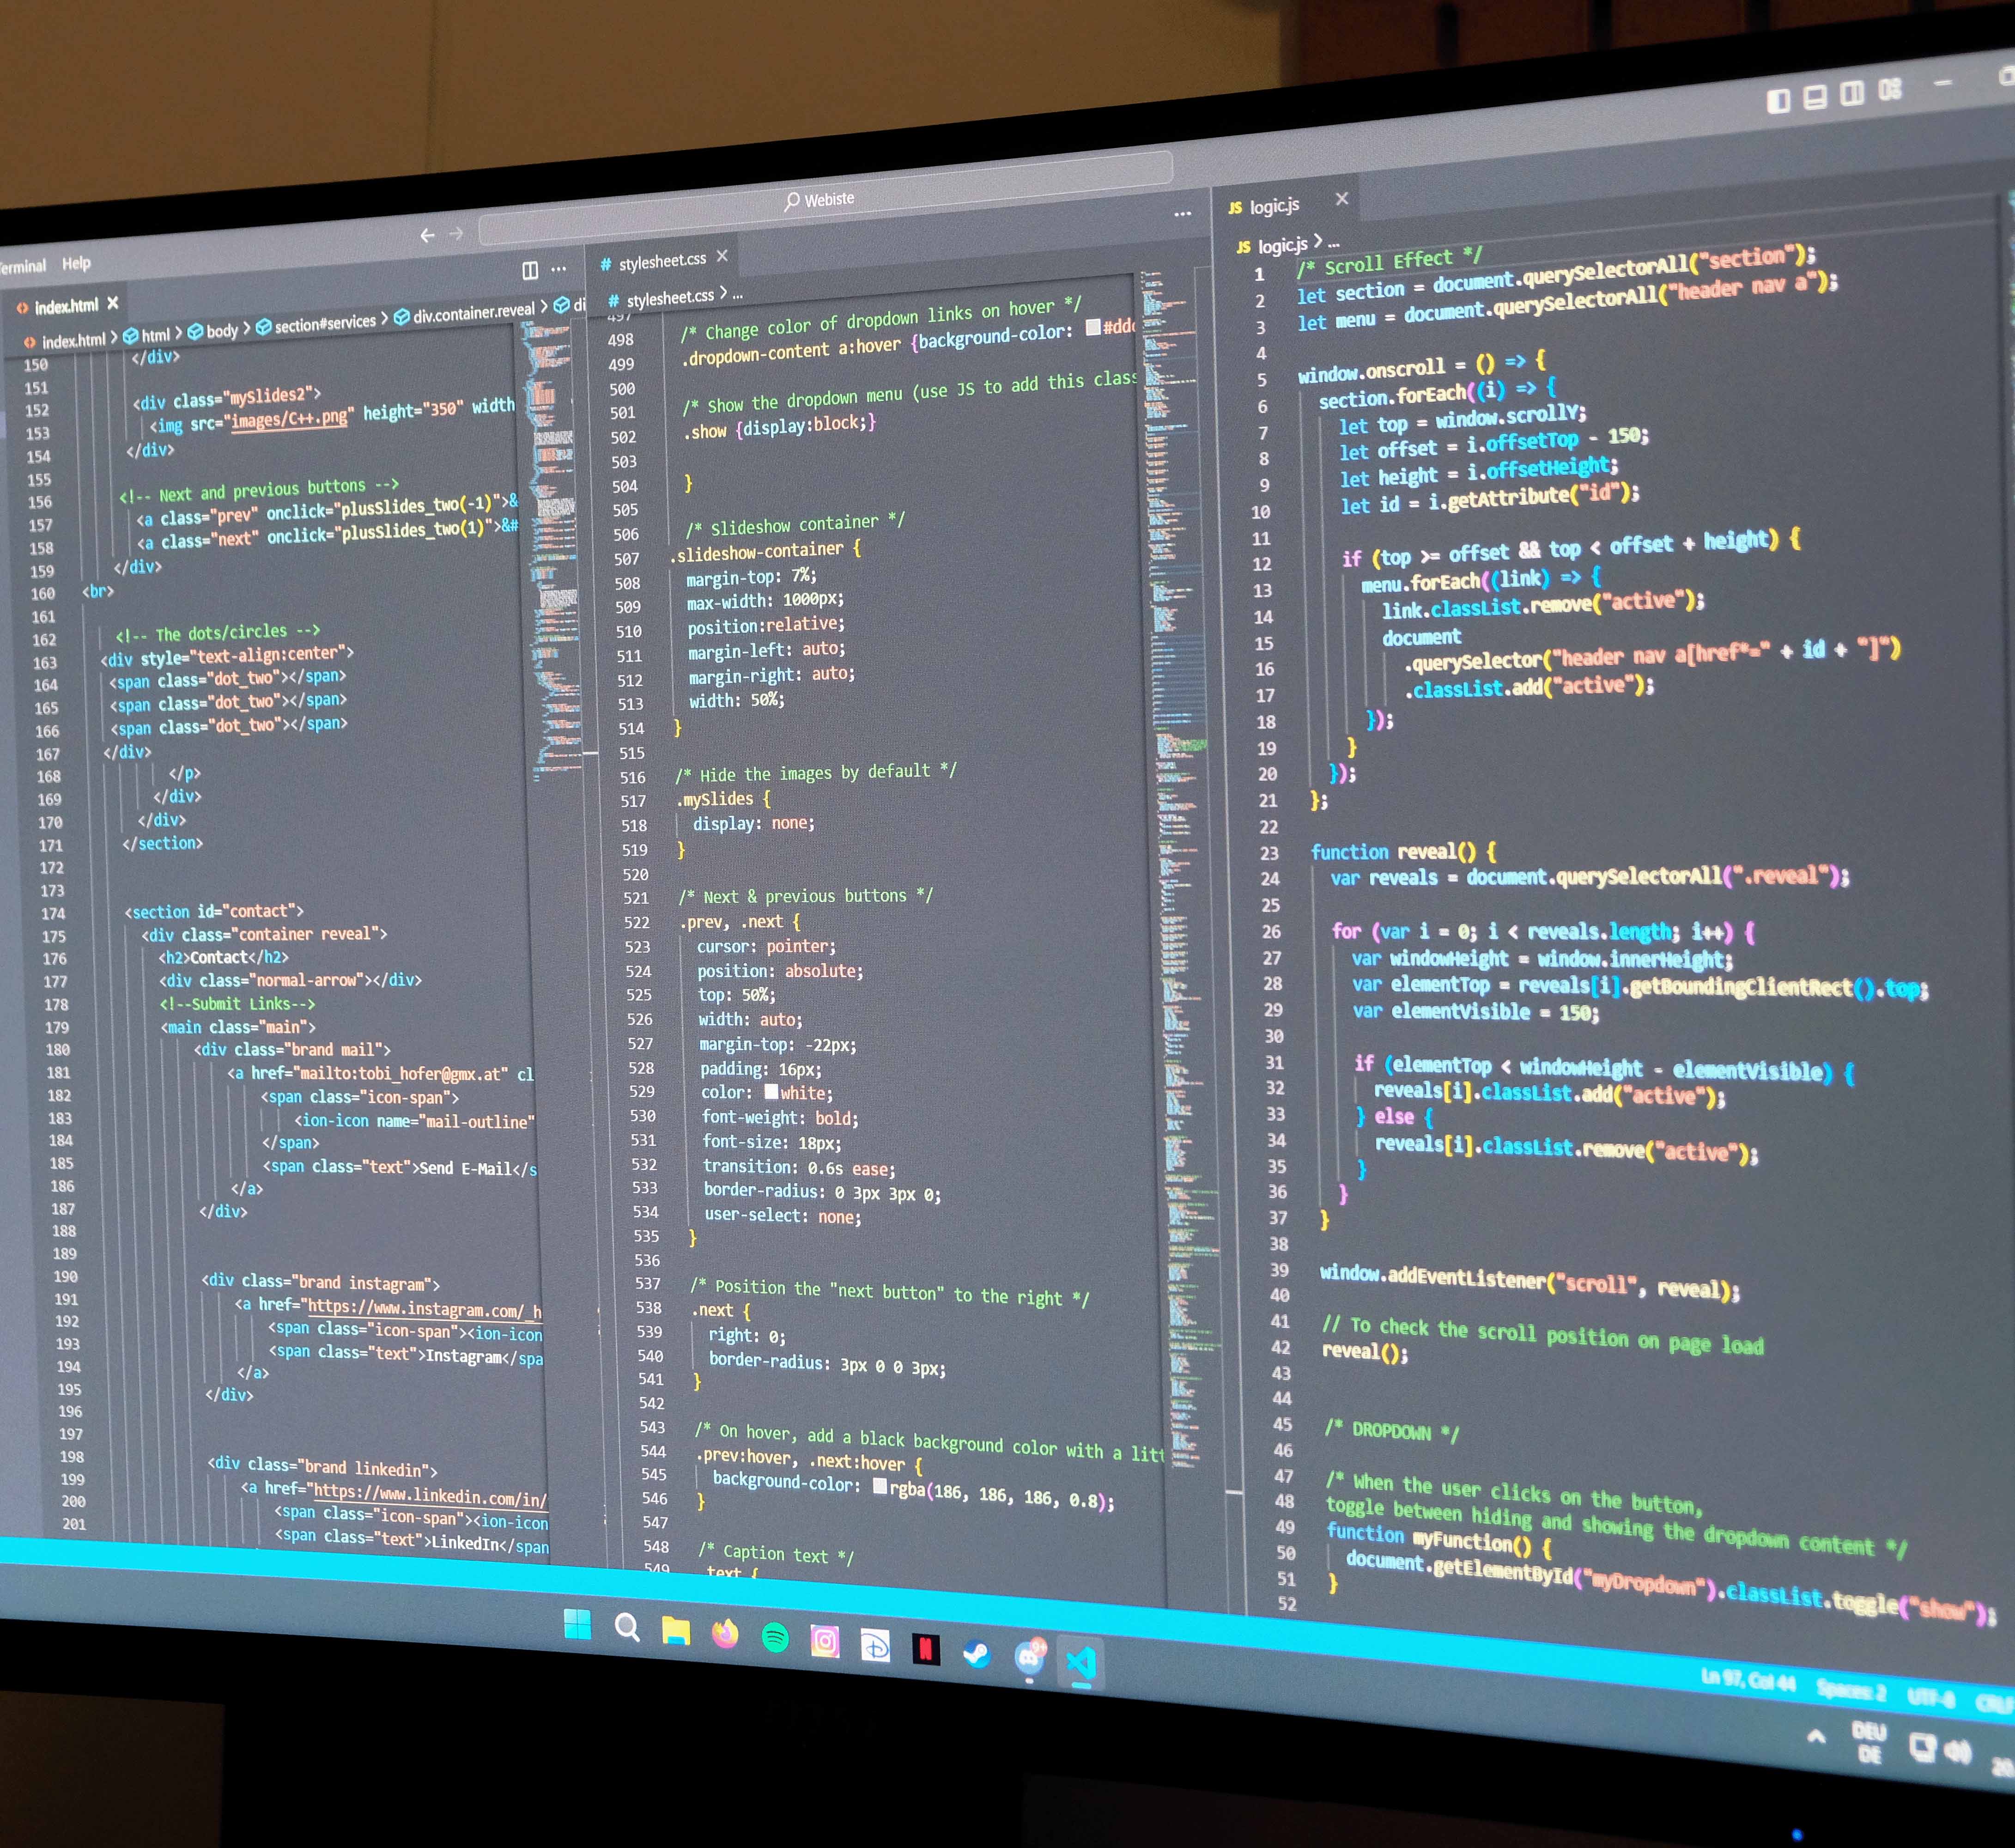 Webiste
Terminal Help
index.html
index.html > html > body > section#services > div.container.reveal > di
150 </div>
151
152 <div class="mySlides2">
153 <img src="images/C++.png" height="350" width
154 </div>
155
156 <!-- Next and previous buttons -->
157 <a class="prev" onclick="plusSlides_two(-1)">&
158 <a class="next" onclick="plusSlides_two(1)">&#
159 </div>
160 <br>
161
162 <!-- The dots/circles -->
163 <div style="text-align:center">
164 <span class="dot_two"></span>
165 <span class="dot_two"></span>
166 <span class="dot_two"></span>
167 </div>
168 </p>
169 </div>
170 </div>
171 </section>
172
173
174 <section id="contact">
175 <div class="container reveal">
176 <h2>Contact</h2>
177 <div class="normal-arrow"></div>
178 <!--Submit Links-->
179 <main class="main">
180 <div class="brand mail">
181 <a href="mailto:tobi_hofer@gmx.at" cl
182 <span class="icon-span">
183 <ion-icon name="mail-outline"
184 </span>
185 <span class="text">Send E-Mail</s
186 </a>
187 </div>
188
189
190 <div class="brand instagram">
191 <a href="https://www.instagram.com/_h
192 <span class="icon-span"><ion-icon
193 <span class="text">Instagram</spa
194 </a>
195 </div>
196
197
198 <div class="brand linkedin">
199 <a href="https://www.linkedin.com/in/
200 <span class="icon-span"><ion-icon
201 <span class="text">LinkedIn</span
# stylesheet.css
# stylesheet.css > ...
497
498 /* Change color of dropdown links on hover */
499 .dropdown-content a:hover {background-color: #ddd
500
501 /* Show the dropdown menu (use JS to add this class
502 .show {display:block;}
503
504 }
505
506 /* Slideshow container */
507 .slideshow-container {
508 margin-top: 7%;
509 max-width: 1000px;
510 position:relative;
511 margin-left: auto;
512 margin-right: auto;
513 width: 50%;
514 }
515
516 /* Hide the images by default */
517 .mySlides {
518 display: none;
519 }
520
521 /* Next & previous buttons */
522 .prev, .next {
523 cursor: pointer;
524 position: absolute;
525 top: 50%;
526 width: auto;
527 margin-top: -22px;
528 padding: 16px;
529 color: white;
530 font-weight: bold;
531 font-size: 18px;
532 transition: 0.6s ease;
533 border-radius: 0 3px 3px 0;
534 user-select: none;
535 }
536
537 /* Position the "next button" to the right */
538 .next {
539 right: 0;
540 border-radius: 3px 0 0 3px;
541 }
542
543 /* On hover, add a black background color with a litt
544 .prev:hover, .next:hover {
545 background-color: rgba(186, 186, 186, 0.8);
546 }
547
548 /* Caption text */
549 text {
JS logic.js
JS logic.js > ...
1 /* Scroll Effect */
2 let section = document.querySelectorAll("section");
3 let menu = document.querySelectorAll("header nav a");
4
5 window.onscroll = () => {
6 section.forEach((i) => {
7 let top = window.scrollY;
8 let offset = i.offsetTop - 150;
9 let height = i.offsetHeight;
10 let id = i.getAttribute("id");
11
12 if (top >= offset && top < offset + height) {
13 menu.forEach((link) => {
14 link.classList.remove("active");
15 document
16 .querySelector("header nav a[href*=" + id + "]")
17 .classList.add("active");
18 });
19 }
20 });
21 };
22
23 function reveal() {
24 var reveals = document.querySelectorAll(".reveal");
25
26 for (var i = 0; i < reveals.length; i++) {
27 var windowHeight = window.innerHeight;
28 var elementTop = reveals[i].getBoundingClientRect().top;
29 var elementVisible = 150;
30
31 if (elementTop < windowHeight - elementVisible) {
32 reveals[i].classList.add("active");
33 } else {
34 reveals[i].classList.remove("active");
35 }
36 }
37 }
38
39 window.addEventListener("scroll", reveal);
40
41 // To check the scroll position on page load
42 reveal();
43
44
45 /* DROPDOWN */
46
47 /* When the user clicks on the button,
48 toggle between hiding and showing the dropdown content */
49 function myFunction() {
50 document.getElementById("myDropdown").classList.toggle("show");
51 }
52
Ln 97, Col 44 Spaces: 2 UTF-8 CRLF
9+
N
DEU
DE
20